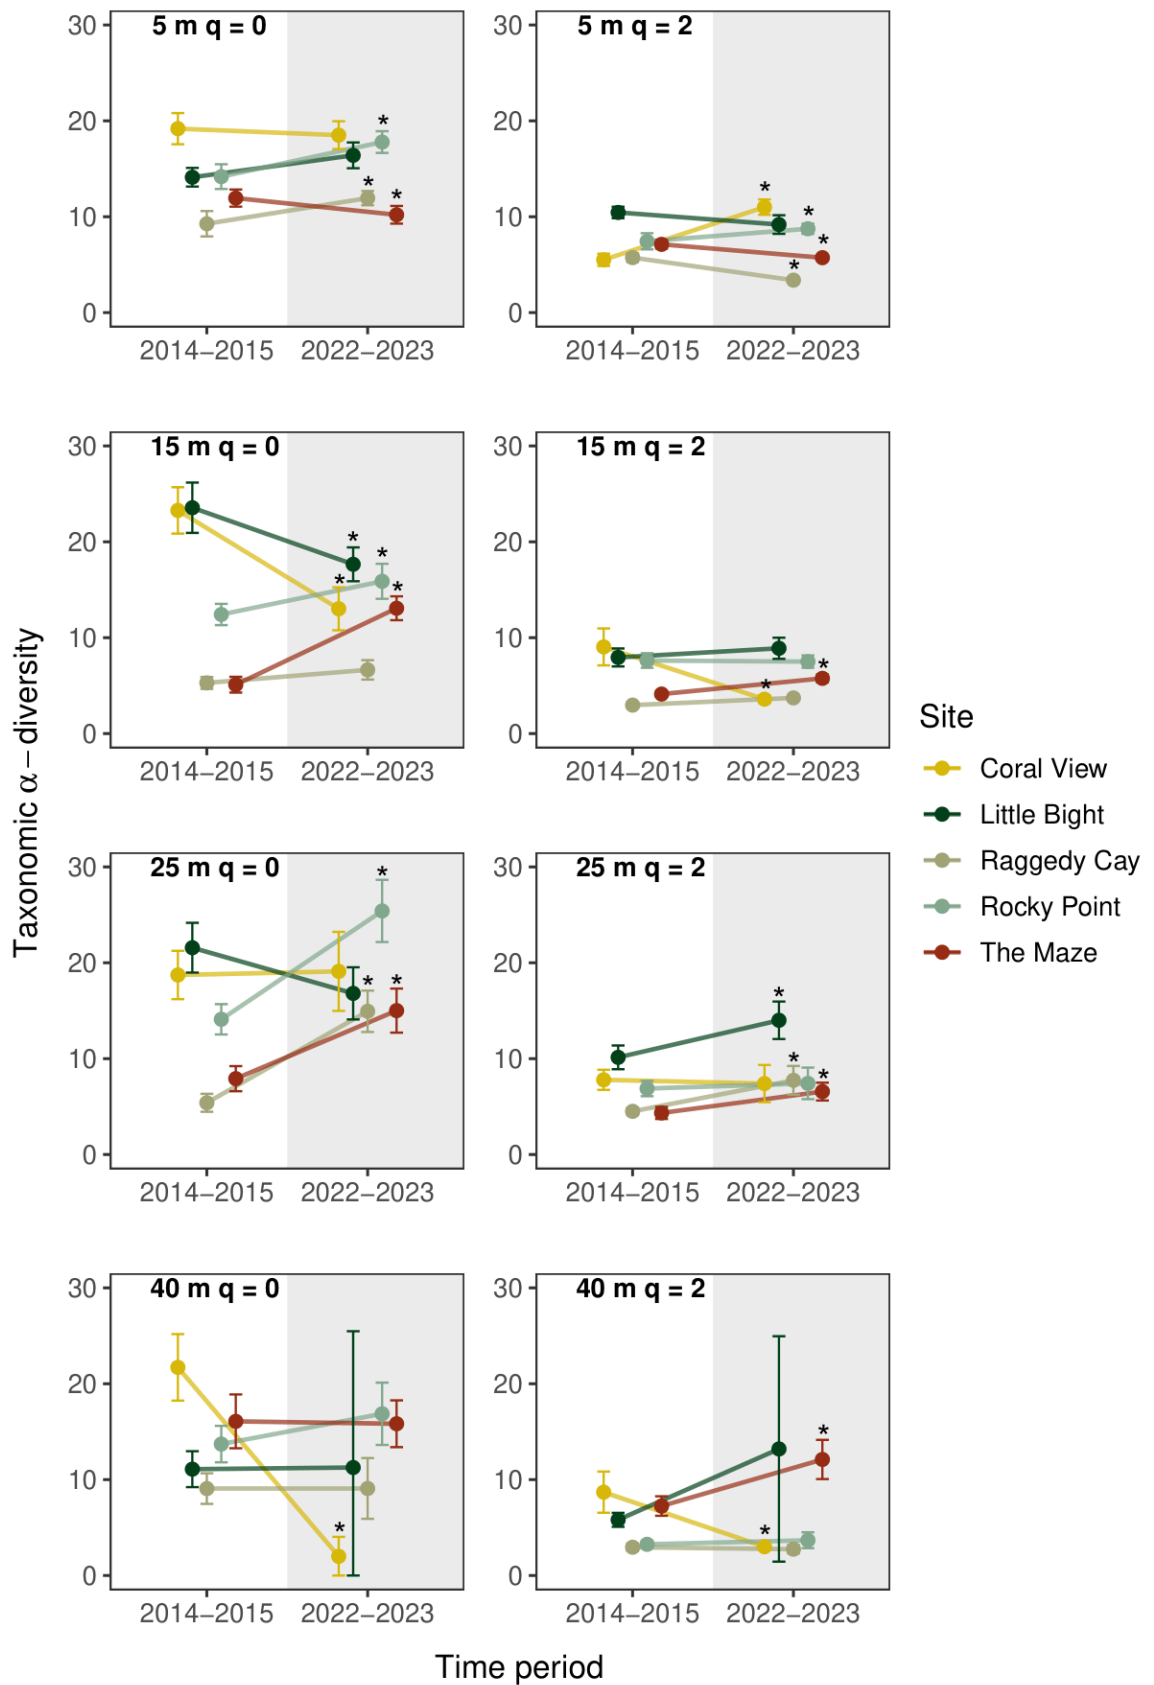 5 m q = 0
5 m q = 2
30
20
10
0
30
20
10
0
* * *
* * * *
2014–2015 2022–2023
2014–2015 2022–2023
15 m q = 0
15 m q = 2
30
20
10
0
30
20
10
0
* * * *
* *
2014–2015 2022–2023
2014–2015 2022–2023
25 m q = 0
25 m q = 2
30
20
10
0
30
20
10
0
* * *
* * *
2014–2015 2022–2023
2014–2015 2022–2023
40 m q = 0
40 m q = 2
30
20
10
0
30
20
10
0
*
* *
2014–2015 2022–2023
2014–2015 2022–2023
Taxonomic α – diversity
Time period
Site
Coral View
Little Bight
Raggedy Cay
Rocky Point
The Maze